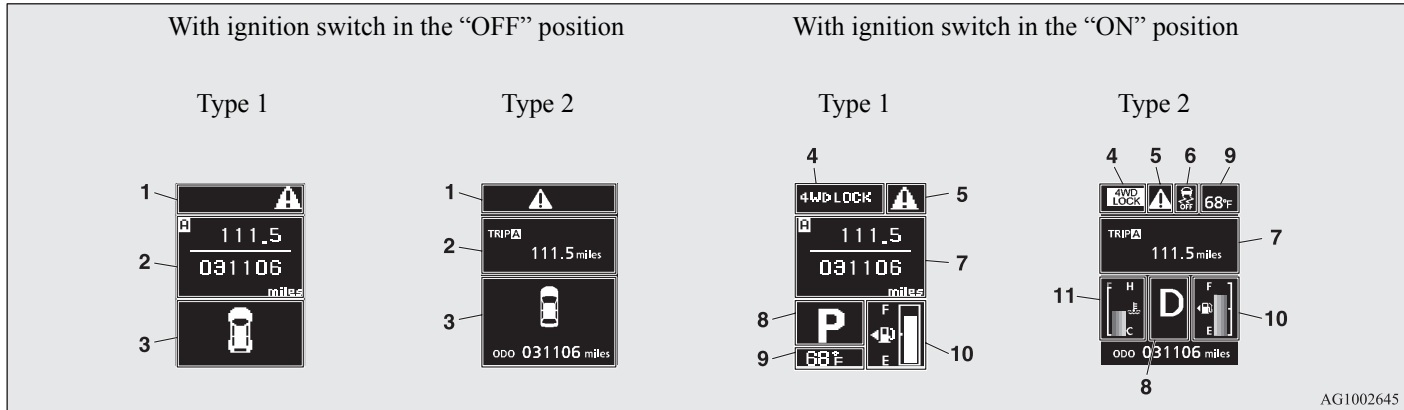 With ignition switch in the “OFF” position
With ignition switch in the “ON” position
Type 1
Type 2
Type 1
Type 2
1
A
111.5
2
031106
miles
3
1
TRIP A
2
111.5 miles
3
ODO 031106 miles
4
4WD LOCK
5
A
111.5
7
031106
miles
8
P
F
E
10
9
68°F
4 5 6 9
4WD LOCK
OFF
68°F
TRIP A
7
111.5 miles
11
F H
C
D
F
E
10
ODO 031106 miles
8
AG1002645